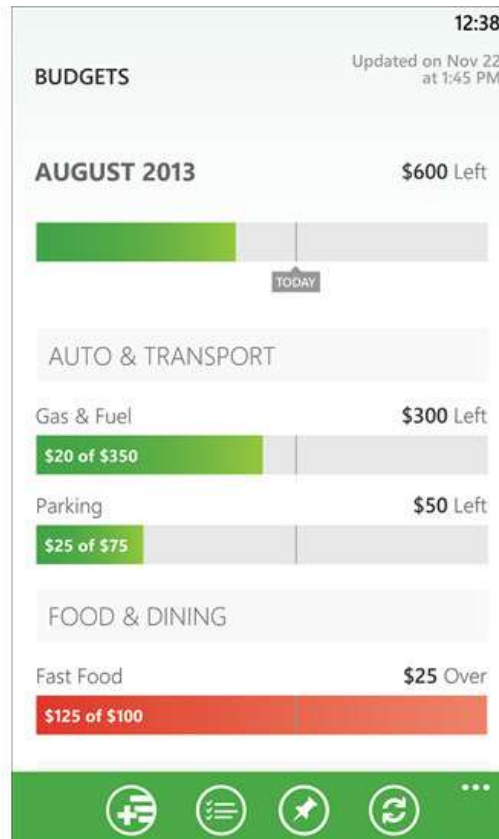 12:38
BUDGETS
Updated on Nov 22
at 1:45 PM
AUGUST 2013
$600 Left
TODAY
AUTO & TRANSPORT
Gas & Fuel
$300 Left
$20 of $350
Parking
$50 Left
$25 of $75
FOOD & DINING
Fast Food
$25 Over
$125 of $100